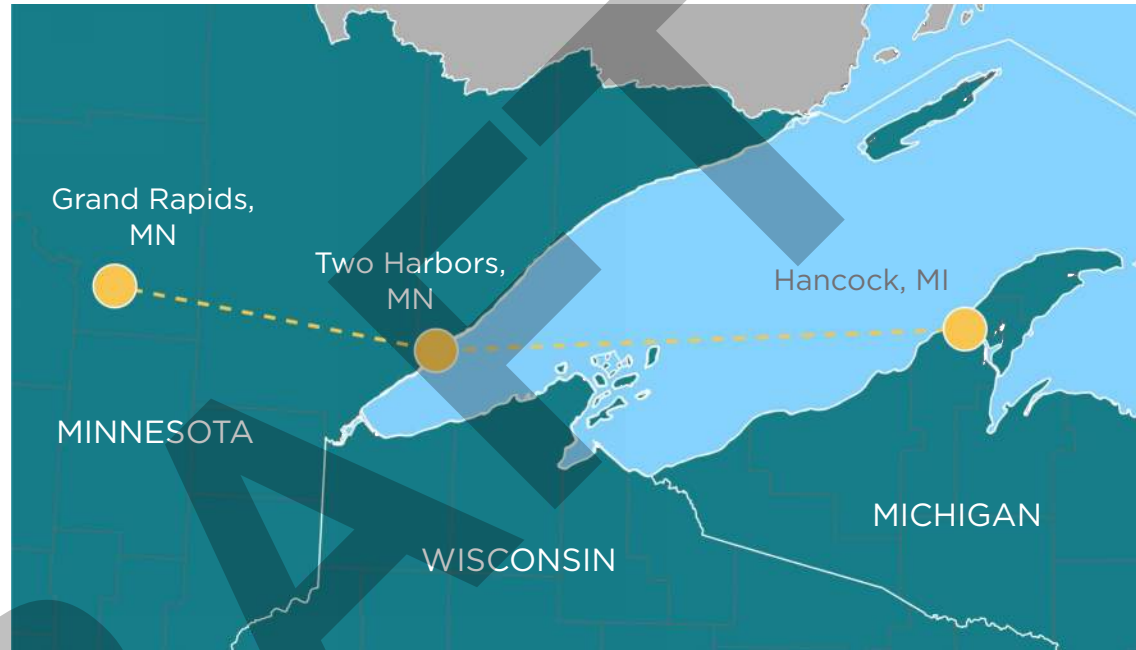 Grand Rapids,
MN
Two Harbors,
MN
Hancock, MI
MINNESOTA
MICHIGAN
WISCONSIN